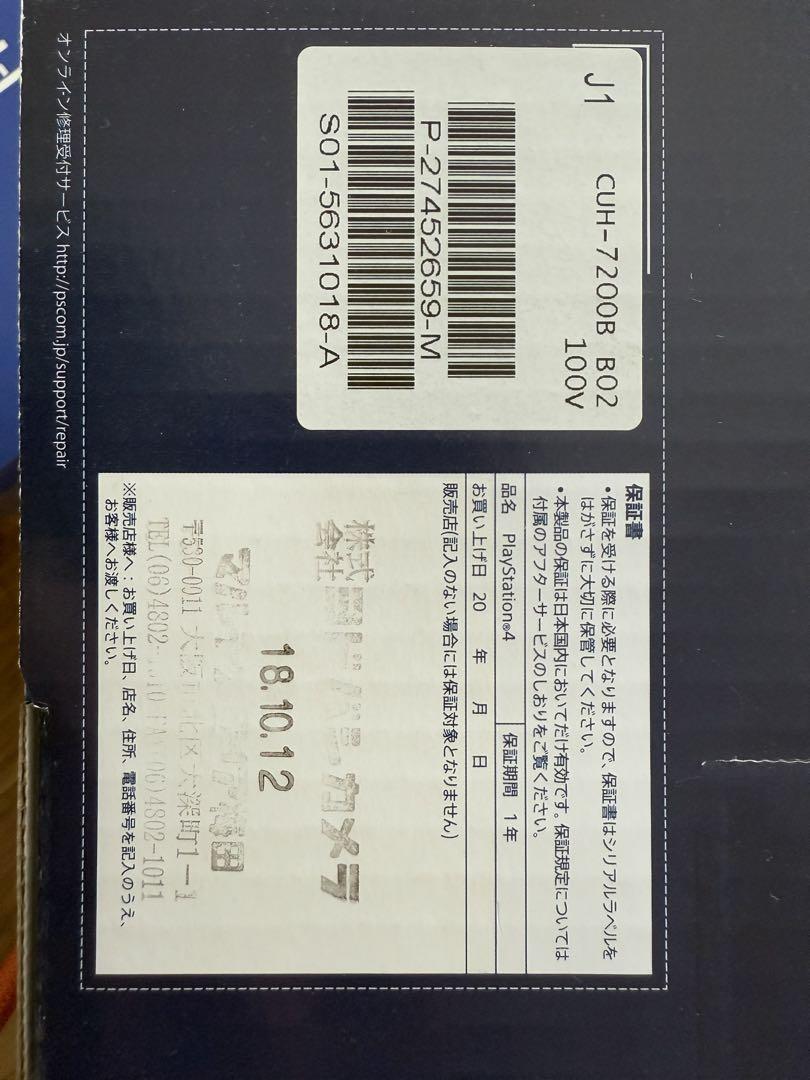 J1
CUH-7200B B02
100V
P-27452659-M
S01-5631018-A
保証書
・保証を受ける際に必要となりますので、保証書はシリアルラベルを
はがさずに大切に保管してください。
・本製品の保証は日本国内においてだけ有効です。保証規定については
付属のアフターサービスのしおりをご覧ください。
品名 PlayStation®4 保証期間 1年
お買い上げ日 20 年 月 日
販売店(記入のない場合には保証対象となりません)
株式
会社
カメラ
18.10.12
梅田
〒530-0011 大阪 北区大深町1-1
TEL(06)4802- (06)4802-1011
※販売店様へ:お買い上げ日、店名、住所、電話番号を記入のうえ、
お客様へお渡しください。
オンライン修理受付サービス http://pscom.jp/support/repair